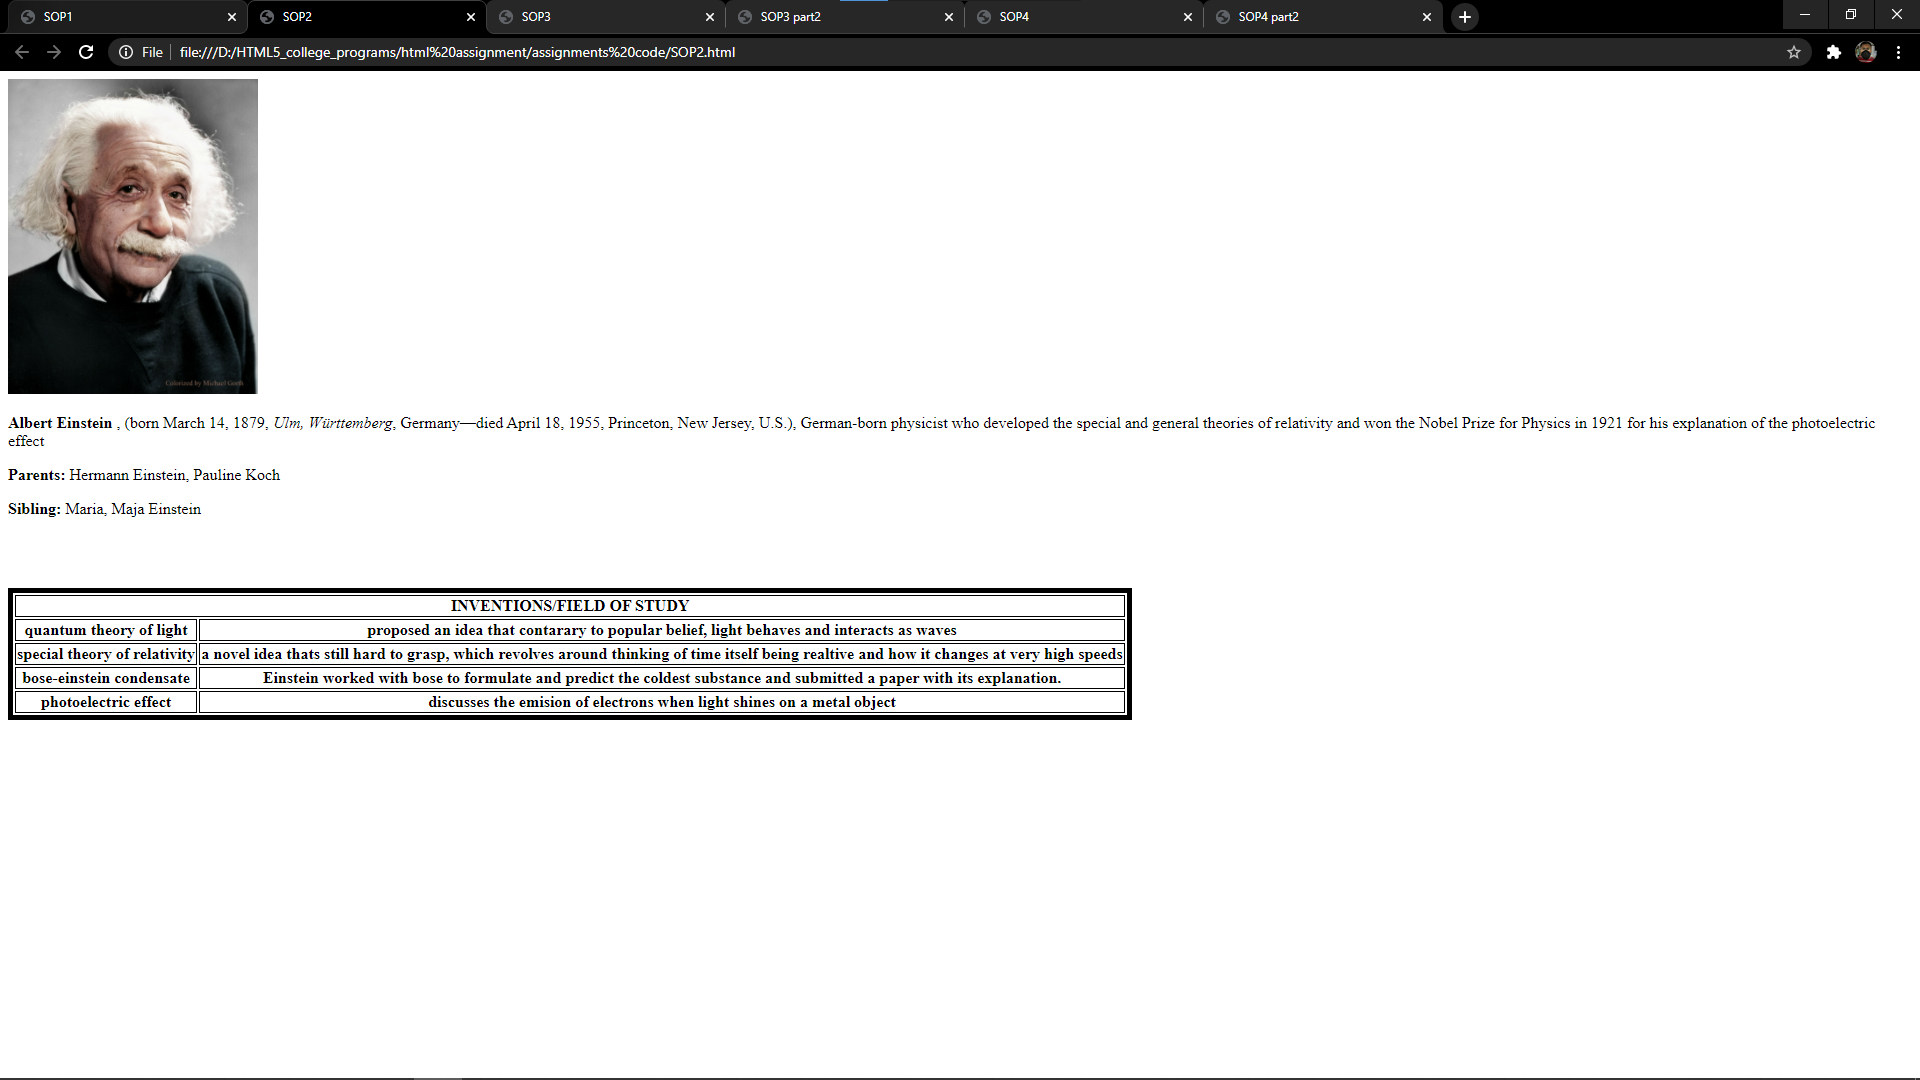 SOP1
SOP2
SOP3
SOP3 part2
SOP4
SOP4 part2
File
file:///D:/HTML5_college_programs/html%20assignment/assignments%20code/SOP2.html
Colorized by Michael Gorth
Albert Einstein , (born March 14, 1879, Ulm, Württemberg, Germany—died April 18, 1955, Princeton, New Jersey, U.S.), German-born physicist who developed the special and general theories of relativity and won the Nobel Prize for Physics in 1921 for his explanation of the photoelectric
effect
Parents: Hermann Einstein, Pauline Koch
Sibling: Maria, Maja Einstein
INVENTIONS/FIELD OF STUDY
quantum theory of light proposed an idea that contarary to popular belief, light behaves and interacts as waves
special theory of relativity a novel idea thats still hard to grasp, which revolves around thinking of time itself being realtive and how it changes at very high speeds
bose-einstein condensate Einstein worked with bose to formulate and predict the coldest substance and submitted a paper with its explanation.
photoelectric effect discusses the emision of electrons when light shines on a metal object